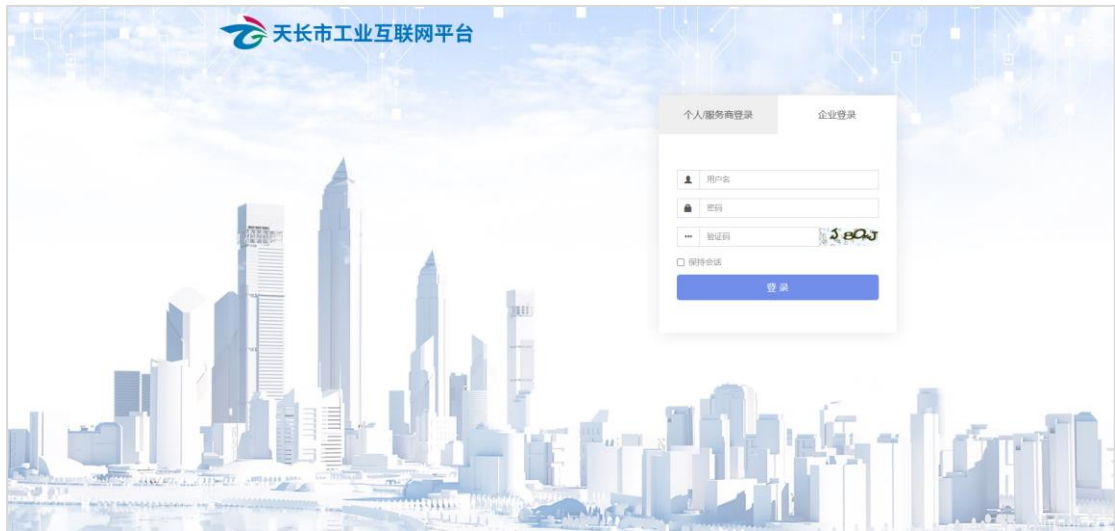 天长市工业互联网平台
个人/服务商登录
企业登录
用户名
密码
验证码
保持会话
登 录